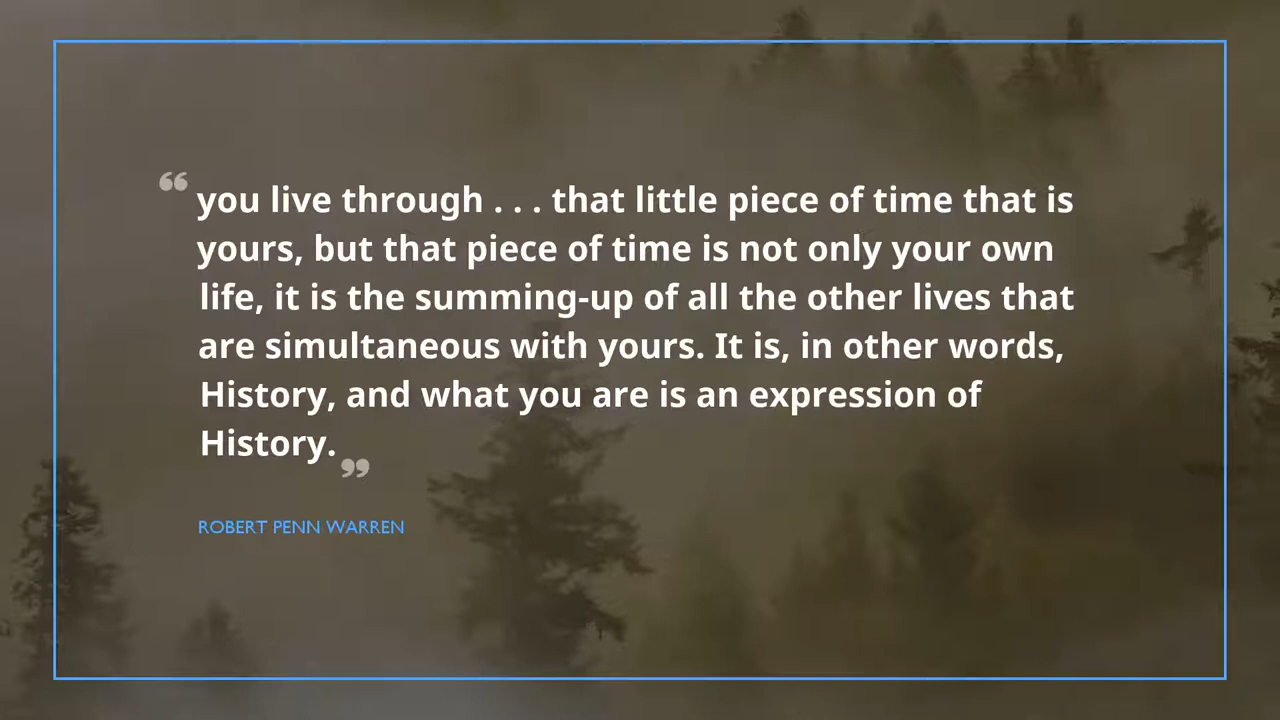 “ you live through . . . that little piece of time that is
yours, but that piece of time is not only your own
life, it is the summing-up of all the other lives that
are simultaneous with yours. It is, in other words,
History, and what you are is an expression of
History. ”
ROBERT PENN WARREN